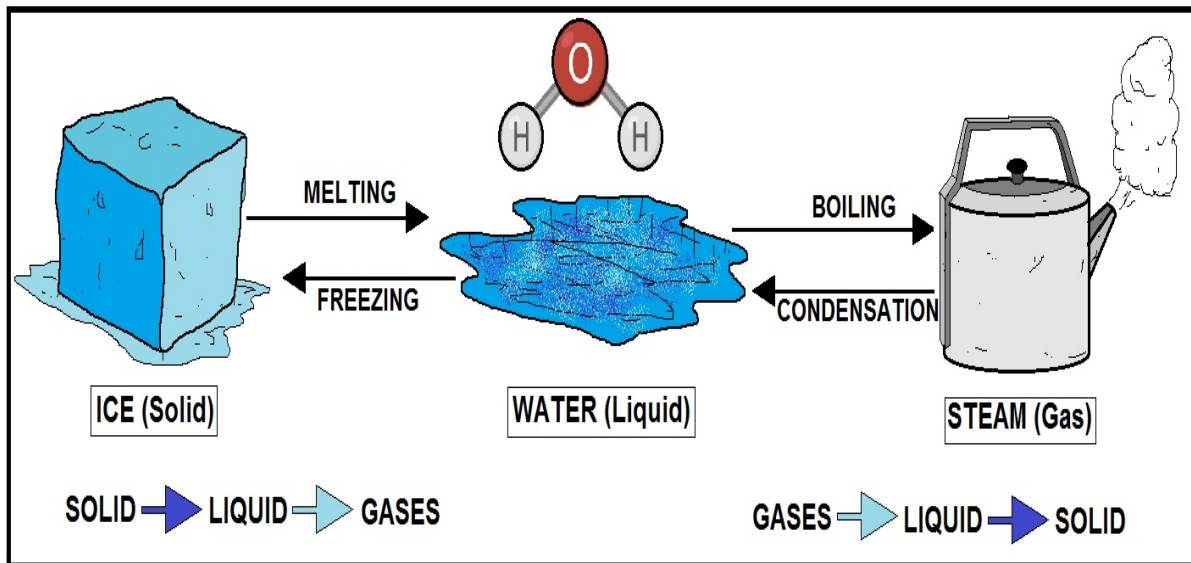 O
H H
MELTING
FREEZING
BOILING
CONDENSATION
ICE (Solid)
WATER (Liquid)
STEAM (Gas)
SOLID LIQUID GASES
GASES LIQUID SOLID